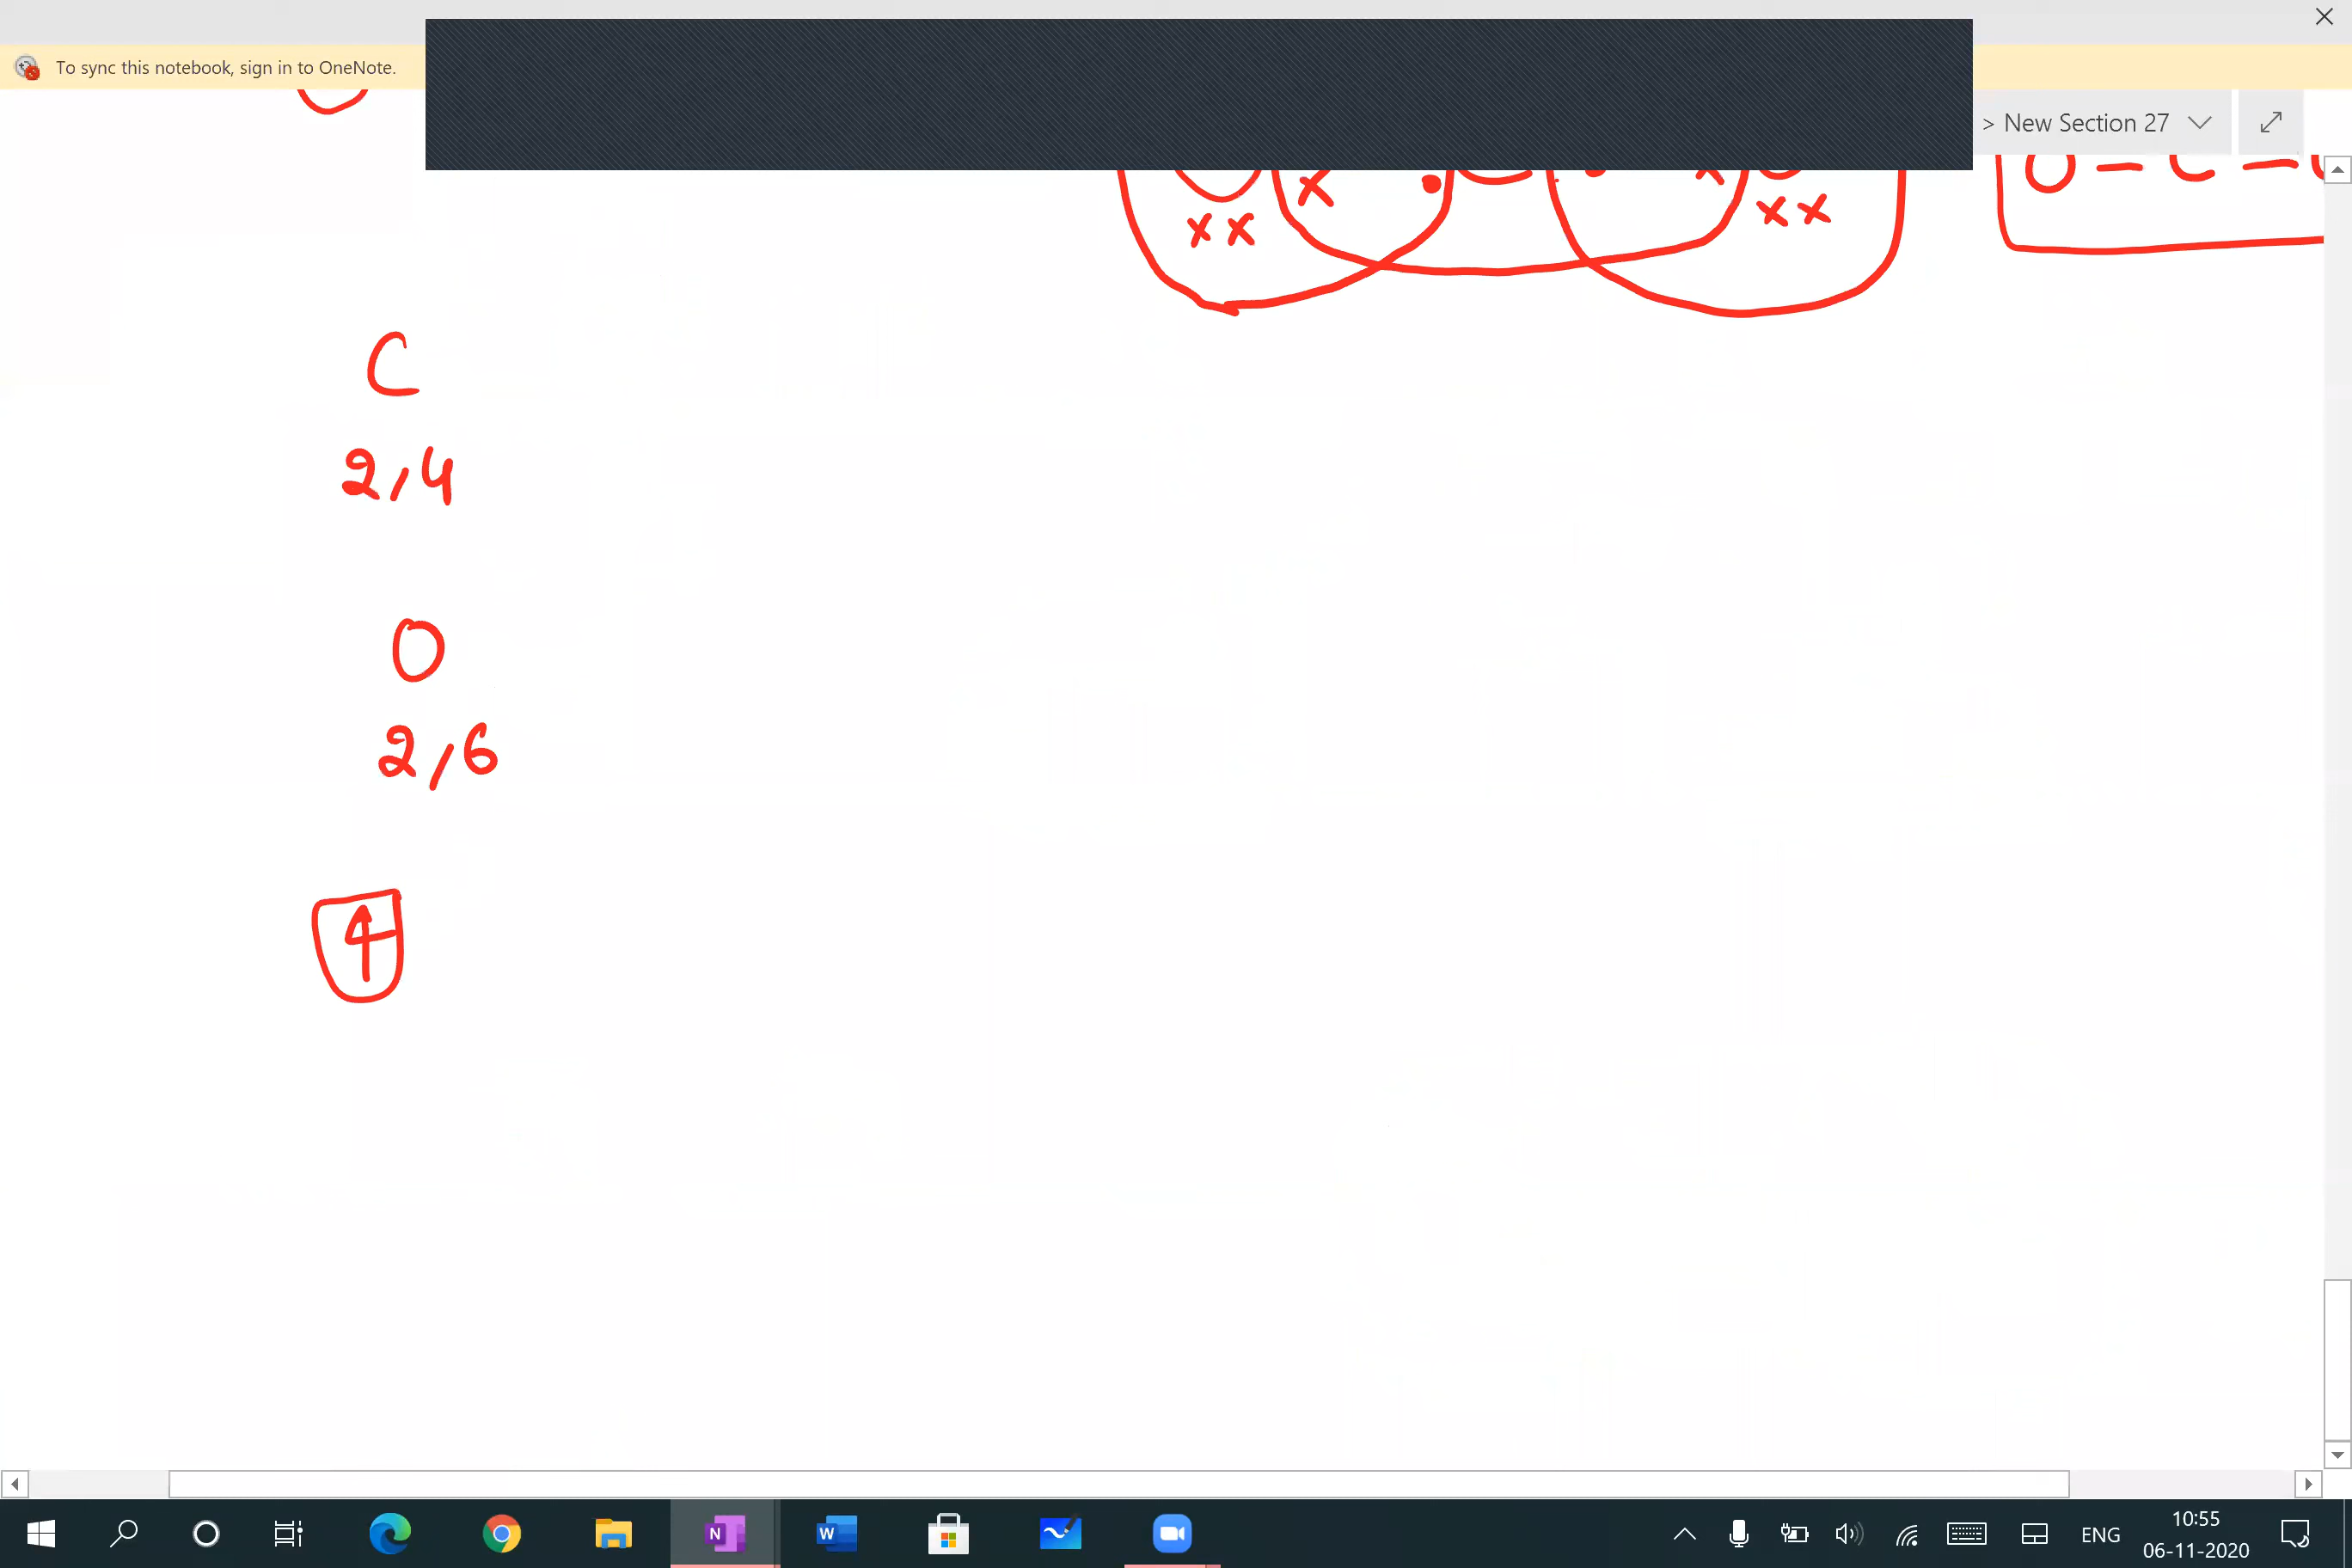 To sync this notebook, sign in to OneNote.
> New Section 27
x x x x x x
C
2,4
O
2,6
4
ENG
10:55
06-11-2020